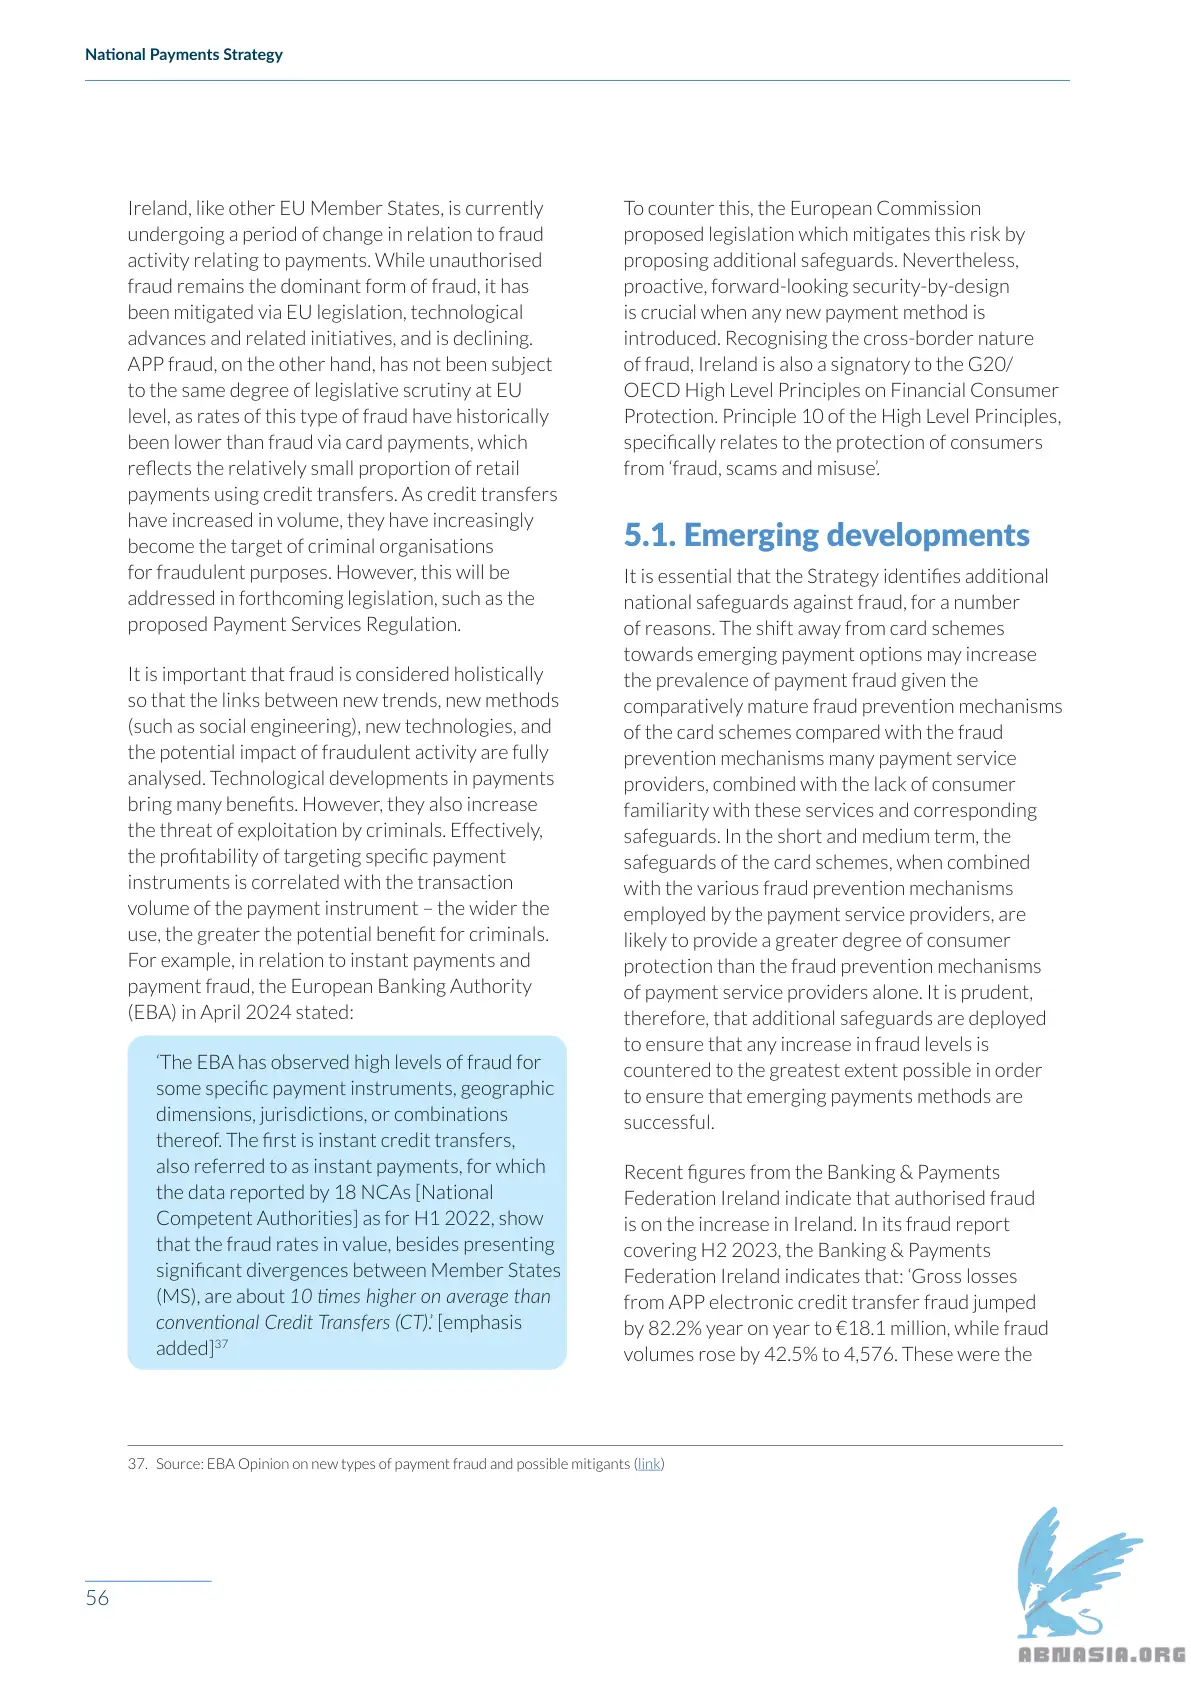 National Payments Strategy
Ireland, like other EU Member States, is currently
undergoing a period of change in relation to fraud
activity relating to payments. While unauthorised
fraud remains the dominant form of fraud, it has
been mitigated via EU legislation, technological
advances and related initiatives, and is declining.
APP fraud, on the other hand, has not been subject
to the same degree of legislative scrutiny at EU
level, as rates of this type of fraud have historically
been lower than fraud via card payments, which
reflects the relatively small proportion of retail
payments using credit transfers. As credit transfers
have increased in volume, they have increasingly
become the target of criminal organisations
for fraudulent purposes. However, this will be
addressed in forthcoming legislation, such as the
proposed Payment Services Regulation.
It is important that fraud is considered holistically
so that the links between new trends, new methods
(such as social engineering), new technologies, and
the potential impact of fraudulent activity are fully
analysed. Technological developments in payments
bring many benefits. However, they also increase
the threat of exploitation by criminals. Effectively,
the profitability of targeting specific payment
instruments is correlated with the transaction
volume of the payment instrument – the wider the
use, the greater the potential benefit for criminals.
For example, in relation to instant payments and
payment fraud, the European Banking Authority
(EBA) in April 2024 stated:
‘The EBA has observed high levels of fraud for
some specific payment instruments, geographic
dimensions, jurisdictions, or combinations
thereof. The first is instant credit transfers,
also referred to as instant payments, for which
the data reported by 18 NCAs [National
Competent Authorities] as for H1 2022, show
that the fraud rates in value, besides presenting
significant divergences between Member States
(MS), are about 10 times higher on average than
conventional Credit Transfers (CT).’ [emphasis
added]37
To counter this, the European Commission
proposed legislation which mitigates this risk by
proposing additional safeguards. Nevertheless,
proactive, forward-looking security-by-design
is crucial when any new payment method is
introduced. Recognising the cross-border nature
of fraud, Ireland is also a signatory to the G20/
OECD High Level Principles on Financial Consumer
Protection. Principle 10 of the High Level Principles,
specifically relates to the protection of consumers
from ‘fraud, scams and misuse’.
5.1. Emerging developments
It is essential that the Strategy identifies additional
national safeguards against fraud, for a number
of reasons. The shift away from card schemes
towards emerging payment options may increase
the prevalence of payment fraud given the
comparatively mature fraud prevention mechanisms
of the card schemes compared with the fraud
prevention mechanisms many payment service
providers, combined with the lack of consumer
familiarity with these services and corresponding
safeguards. In the short and medium term, the
safeguards of the card schemes, when combined
with the various fraud prevention mechanisms
employed by the payment service providers, are
likely to provide a greater degree of consumer
protection than the fraud prevention mechanisms
of payment service providers alone. It is prudent,
therefore, that additional safeguards are deployed
to ensure that any increase in fraud levels is
countered to the greatest extent possible in order
to ensure that emerging payments methods are
successful.
Recent figures from the Banking & Payments
Federation Ireland indicate that authorised fraud
is on the increase in Ireland. In its fraud report
covering H2 2023, the Banking & Payments
Federation Ireland indicates that: ‘Gross losses
from APP electronic credit transfer fraud jumped
by 82.2% year on year to €18.1 million, while fraud
volumes rose by 42.5% to 4,576. These were the
37. Source: EBA Opinion on new types of payment fraud and possible mitigants (link)
56
ABNASIA.ORG